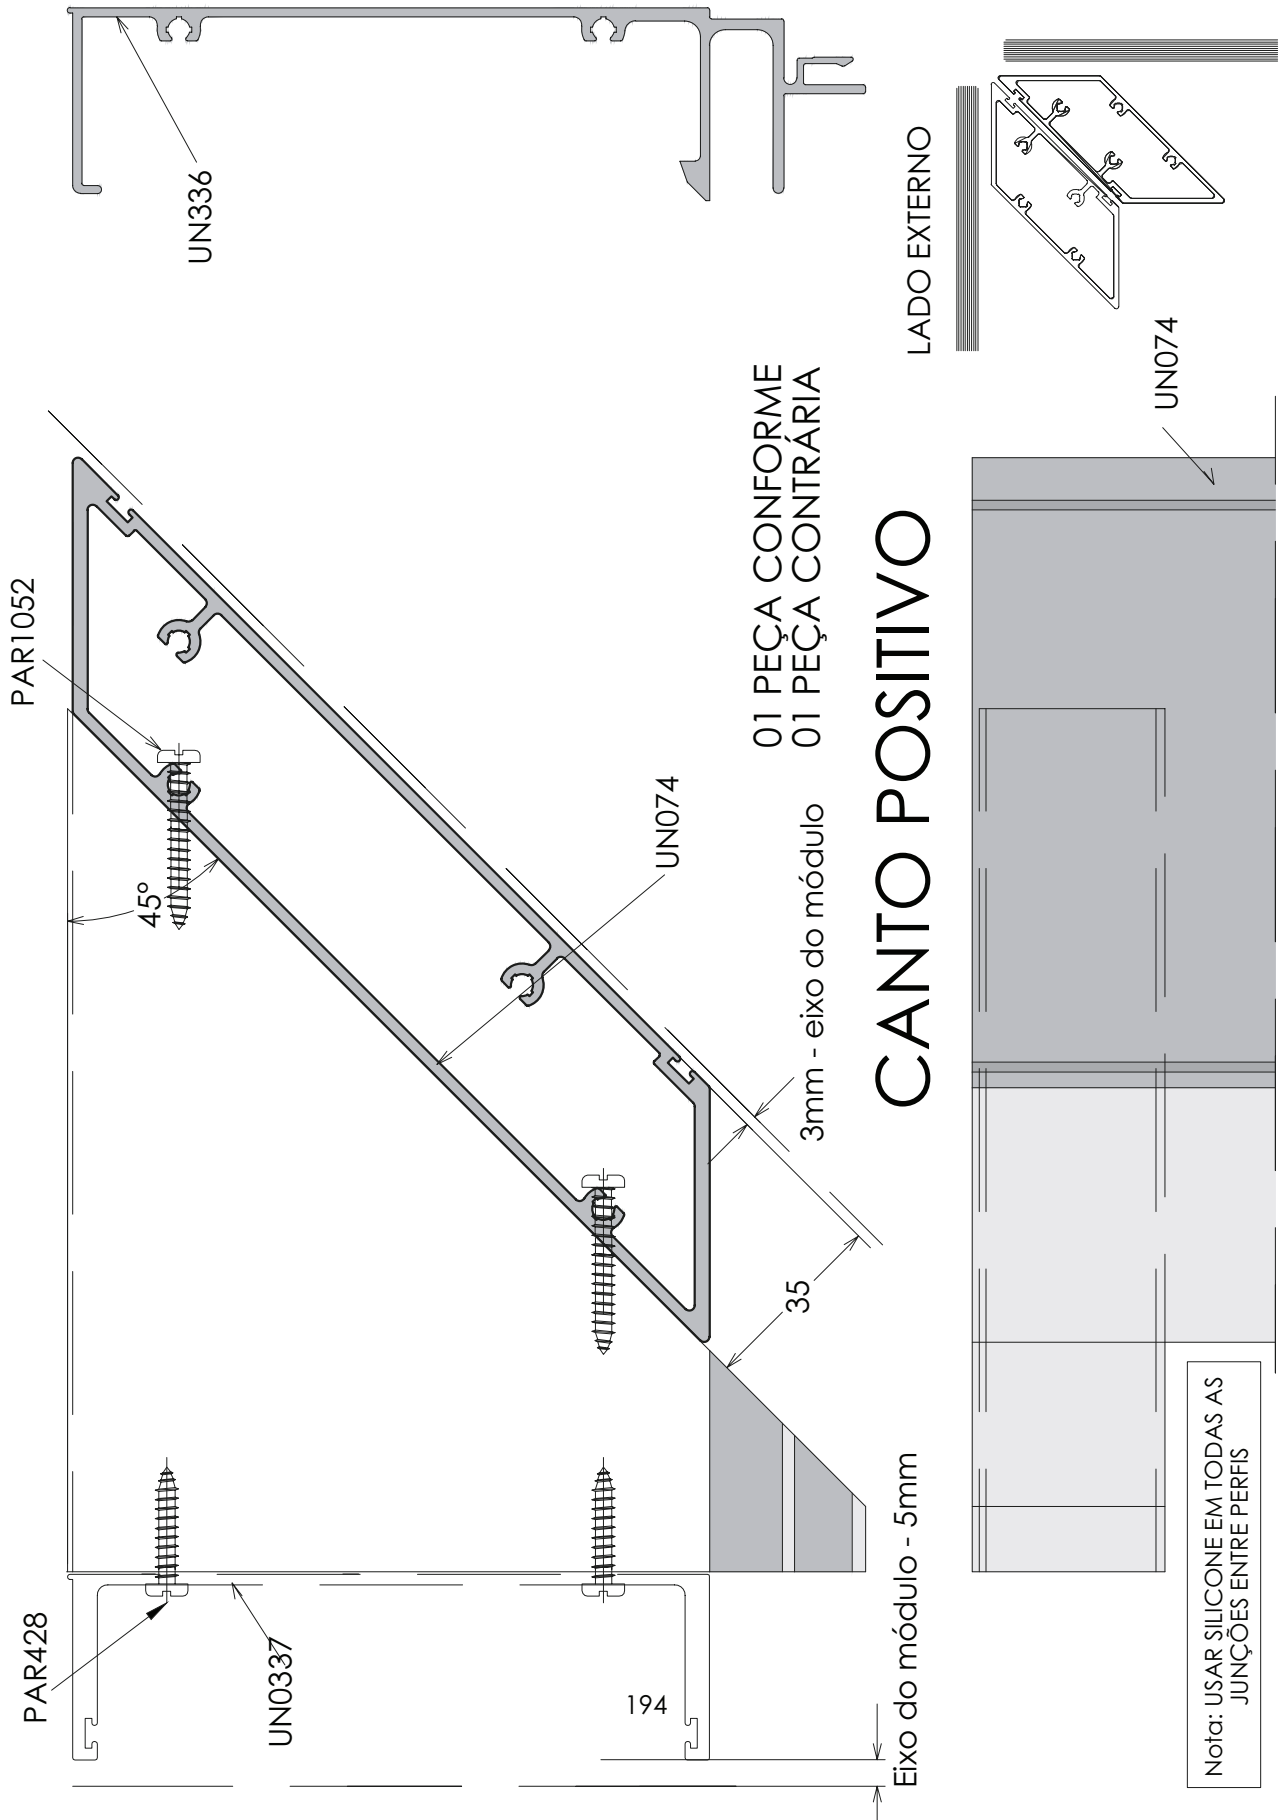 UN336
LADO EXTERNO
UN074
PAR1052
45°
UN074
01 PEÇA CONFORME
01 PEÇA CONTRÁRIA
CANTO POSITIVO
3mm - eixo do módulo
35
PAR428
UN0337
194
Eixo do módulo - 5mm
Nota: USAR SILICONE EM TODAS AS
JUNÇÕES ENTRE PERFIS